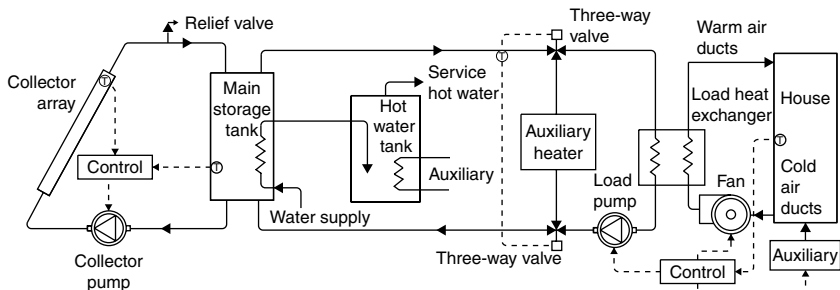 Relief valve
Three-way
valve
Warm air
ducts
Collector
array
T
Main
storage
tank
T
Service
hot water
Hot
water
tank
T
Auxiliary
heater
Load heat
exchanger
House
T
Control
Auxiliary
Water supply
Load
pump
Fan
Cold
air
ducts
Collector
pump
Three-way valve
Control
Auxiliary